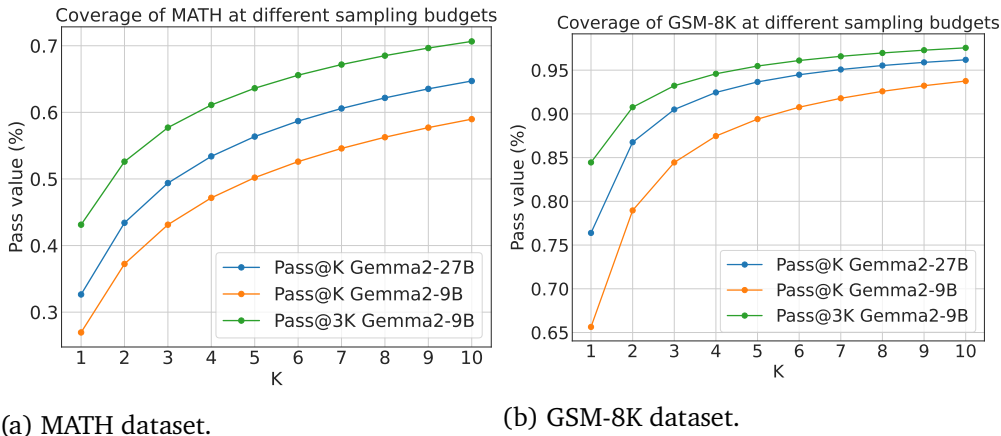 Coverage of MATH at different sampling budgets
0.7
0.6
0.5
0.4
0.3
Pass value (%)
Pass@K Gemma2-27B
Pass@K Gemma2-9B
Pass@3K Gemma2-9B
1 2 3 4 5 6 7 8 9 10
K
(a) MATH dataset.
Coverage of GSM-8K at different sampling budgets
0.95
0.90
0.85
0.80
0.75
0.70
0.65
Pass value (%)
Pass@K Gemma2-27B
Pass@K Gemma2-9B
Pass@3K Gemma2-9B
1 2 3 4 5 6 7 8 9 10
K
(b) GSM-8K dataset.